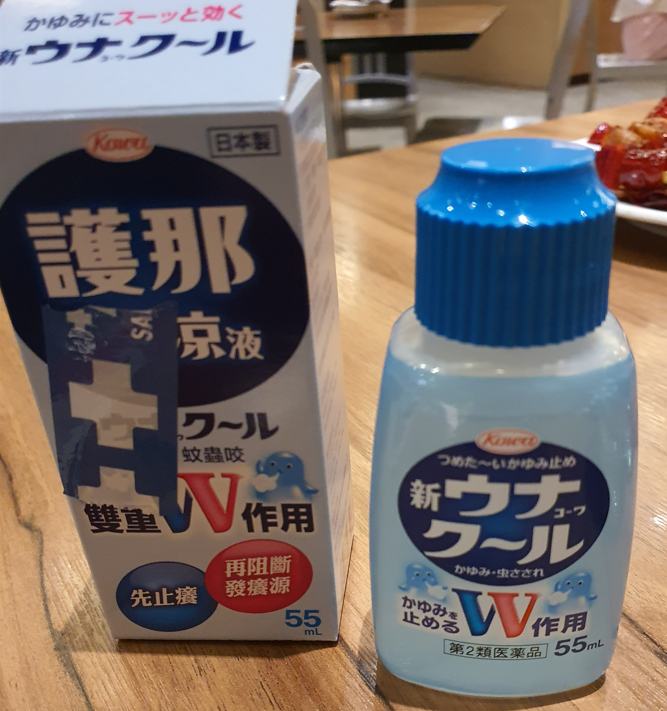 かゆみにスーッと効く
新ウナコーワクール
Kowa
日本製
護那
涼液
クール
蚊蟲咬
雙重W作用
先止癢
再阻斷
發癢源
55
mL
Kowa
つめた〜いかゆみ止め
新ウナコーワ
クール
かゆみ・虫さされ
かゆみを
止める
W作用
第2類医薬品
55mL